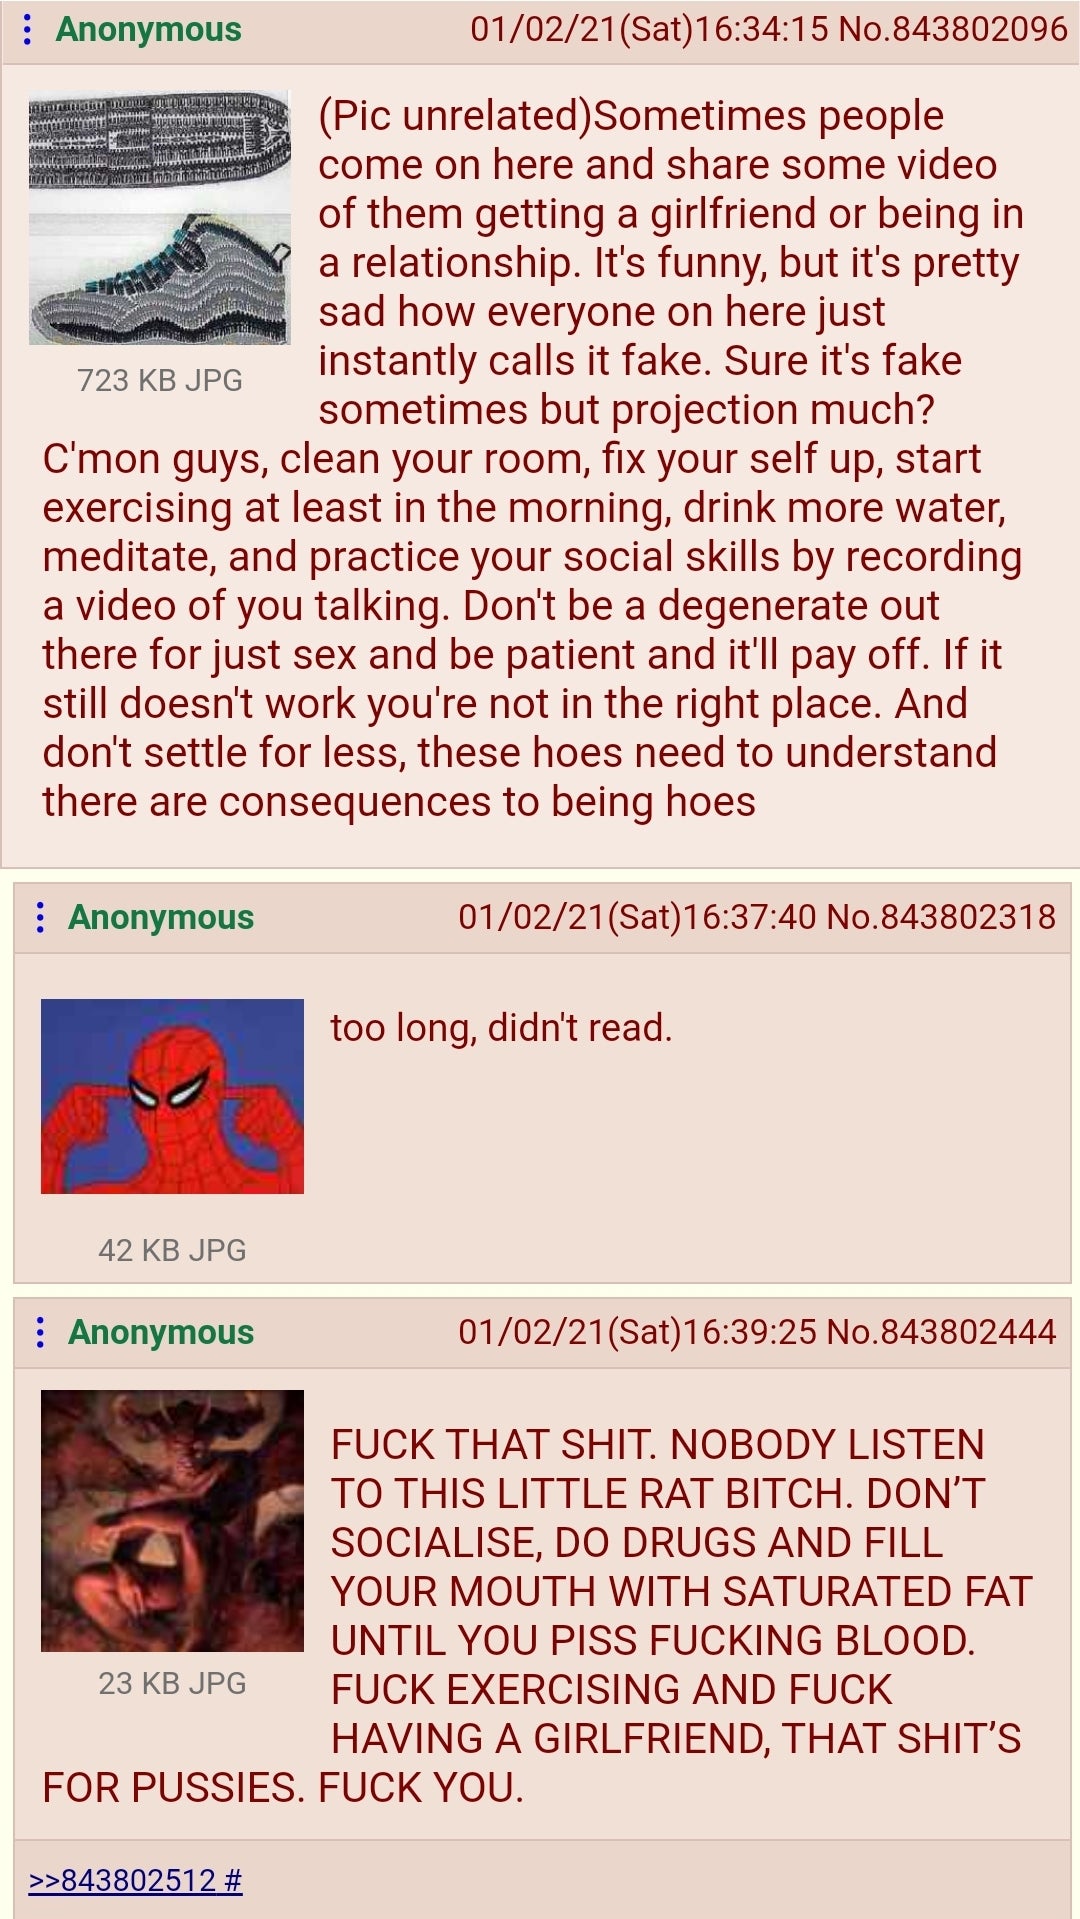 Anonymous 01/02/21(Sat)16:34:15 No.843802096
(Pic unrelated)Sometimes people
come on here and share some video
of them getting a girlfriend or being in
a relationship. It's funny, but it's pretty
sad how everyone on here just
instantly calls it fake. Sure it's fake
723 KB JPG
sometimes but projection much?
C'mon guys, clean your room, fix your self up, start
exercising at least in the morning, drink more water,
meditate, and practice your social skills by recording
a video of you talking. Don't be a degenerate out
there for just sex and be patient and it'll pay off. If it
still doesn't work you're not in the right place. And
don't settle for less, these hoes need to understand
there are consequences to being hoes
Anonymous 01/02/21(Sat)16:37:40 No.843802318
too long, didn't read.
42 KB JPG
Anonymous 01/02/21(Sat)16:39:25 No.843802444
FUCK THAT SHIT. NOBODY LISTEN
TO THIS LITTLE RAT BITCH. DON’T
SOCIALISE, DO DRUGS AND FILL
YOUR MOUTH WITH SATURATED FAT
UNTIL YOU PISS FUCKING BLOOD.
23 KB JPG
FUCK EXERCISING AND FUCK
HAVING A GIRLFRIEND, THAT SHIT’S
FOR PUSSIES. FUCK YOU.
>>843802512 #